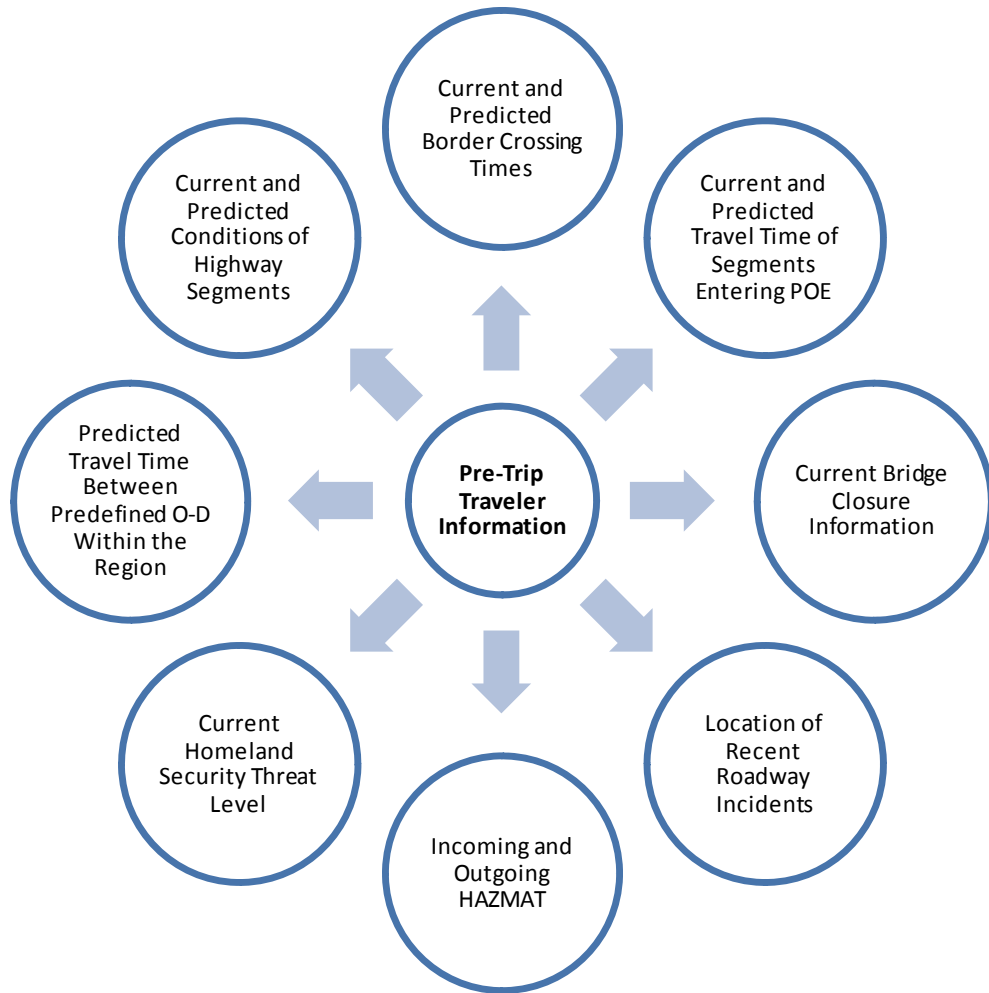 Current and
Predicted
Border Crossing
Times
Current and
Predicted
Travel Time of
Segments
Entering POE
Current Bridge
Closure
Information
Location of
Recent
Roadway
Incidents
Incoming and
Outgoing
HAZMAT
Current
Homeland
Security Threat
Level
Predicted
Travel Time
Between
Predefined O-D
Within the
Region
Current and
Predicted
Conditions of
Highway
Segments
Pre-Trip
Traveler
Information